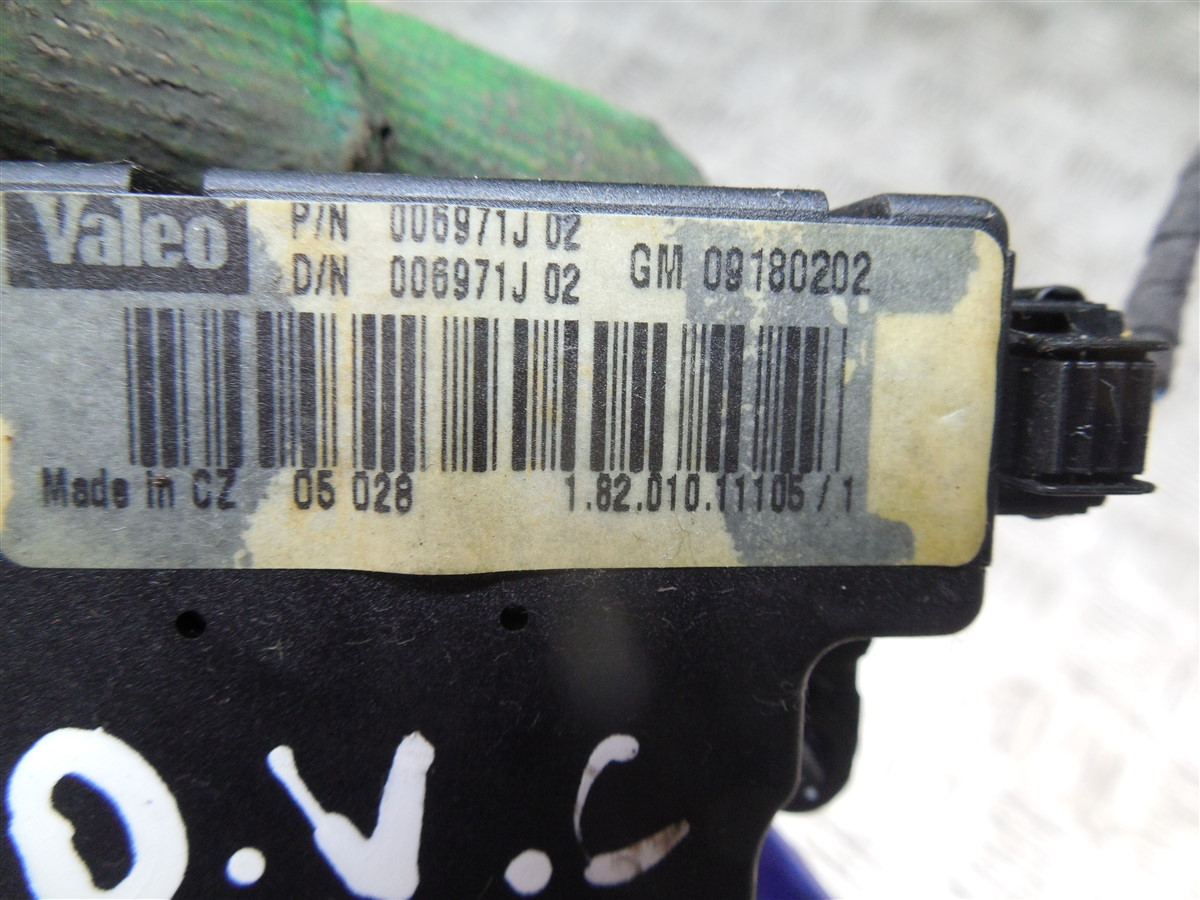 Valeo P/N 006971J 02
D/N 006971J 02 GM 09180202
Made in CZ 05 028 1.82.010.11105/1
O.V.C